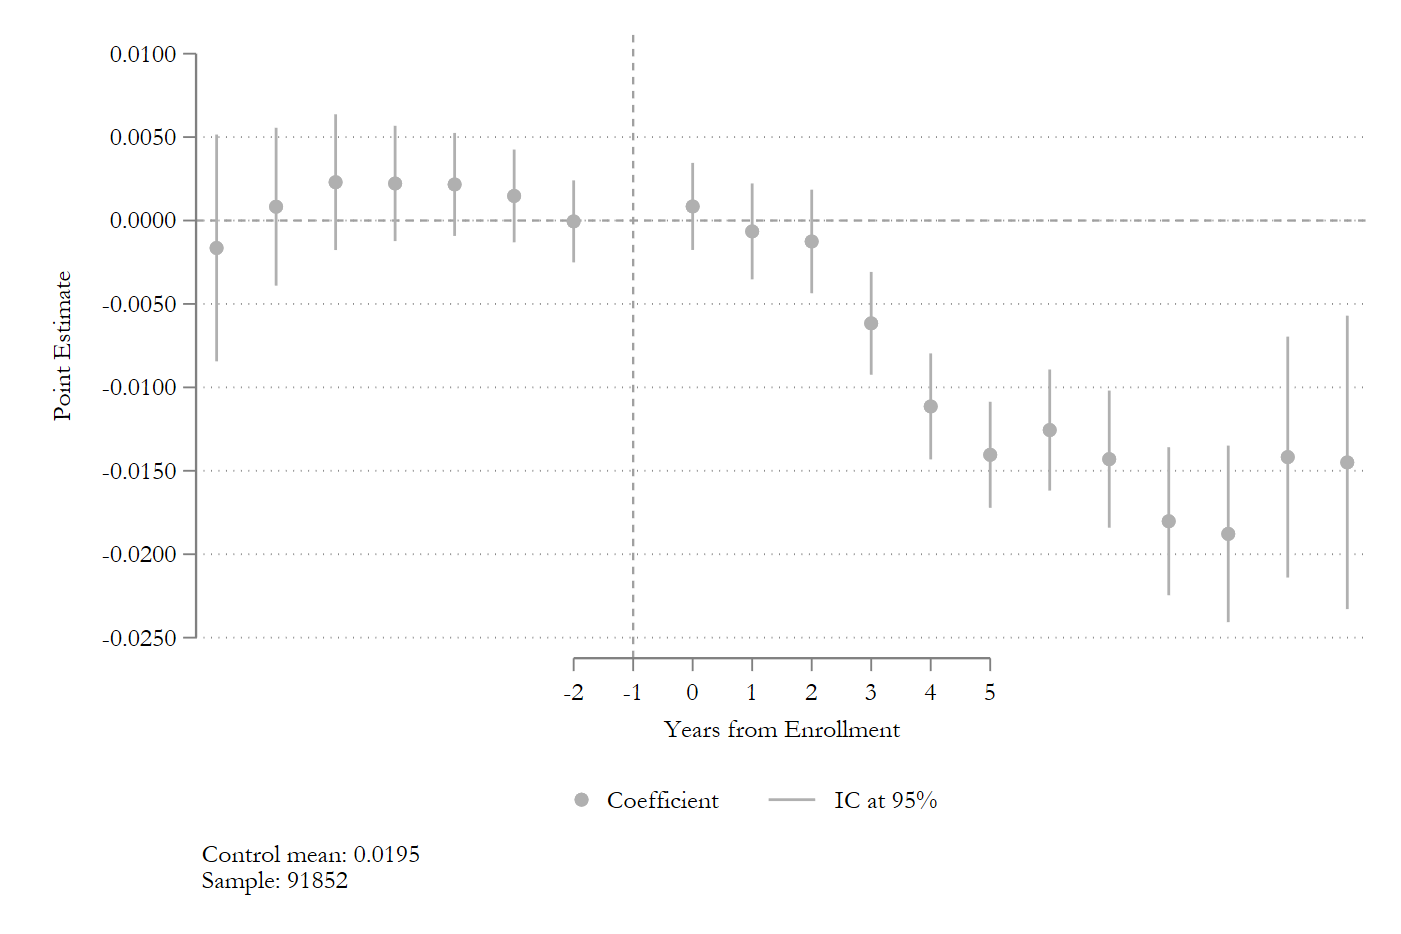 0.0100
0.0050
0.0000
-0.0050
-0.0100
-0.0150
-0.0200
-0.0250
Point Estimate
-2 -1 0 1 2 3 4 5
Years from Enrollment
Coefficient IC at 95%
Control mean: 0.0195
Sample: 91852